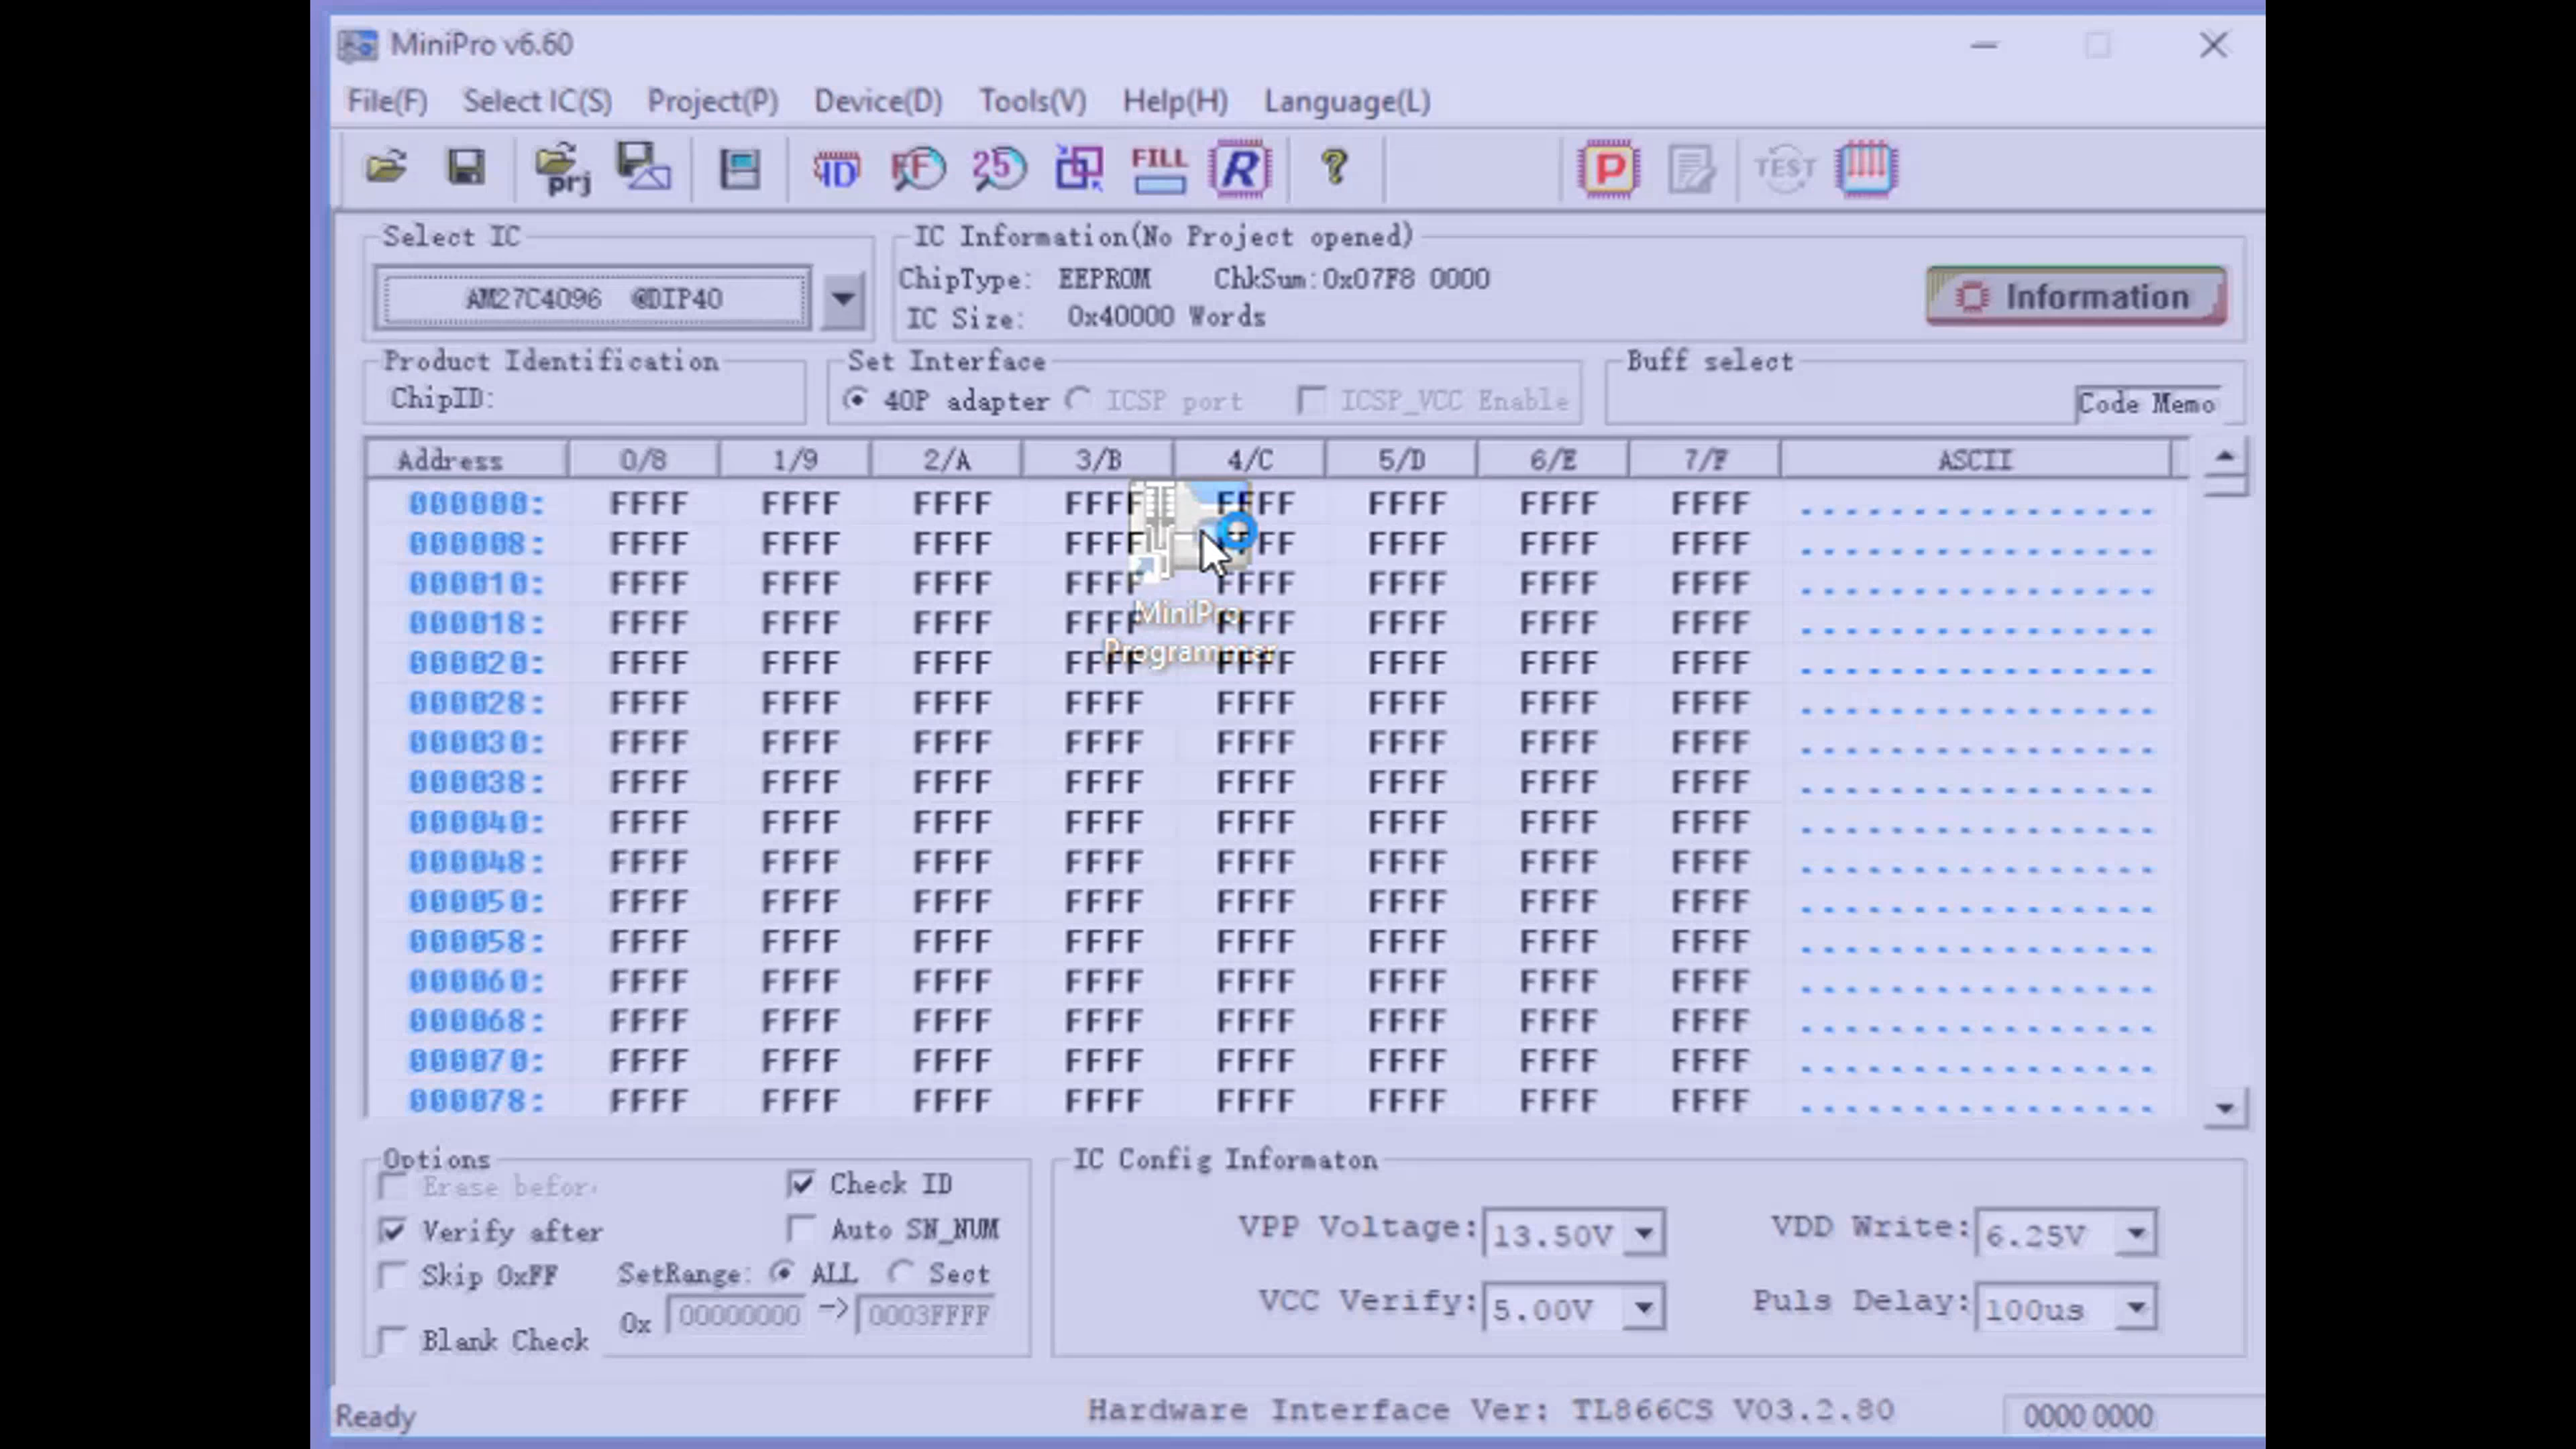 MiniPro v6.60
File(F) Select IC(S) Project(P) Device(D) Tools(V) Help(H) Language(L)
prj ID FF 25 FILL R ? P TEST
Select IC
AM27C4096 @DIP40
IC Information(No Project opened)
ChipType: EEPROM ChkSum:0x07F8 0000
IC Size: 0x40000 Words
Information
Product Identification
ChipID:
Set Interface
40P adapter ICSP port ICSP_VCC Enable
Buff select
Code Memo
Address 0/8 1/9 2/A 3/B 4/C 5/D 6/E 7/F ASCII
000000: FFFF FFFF FFFF FFFF FFFF FFFF FFFF FFFF ................
000008: FFFF FFFF FFFF FFFF FFFF FFFF FFFF FFFF ................
000010: FFFF FFFF FFFF FFFF FFFF FFFF FFFF FFFF ................
000018: FFFF FFFF FFFF FFFF FFFF FFFF FFFF FFFF ................
000020: FFFF FFFF FFFF FFFF FFFF FFFF FFFF FFFF ................
000028: FFFF FFFF FFFF FFFF FFFF FFFF FFFF FFFF ................
000030: FFFF FFFF FFFF FFFF FFFF FFFF FFFF FFFF ................
000038: FFFF FFFF FFFF FFFF FFFF FFFF FFFF FFFF ................
000040: FFFF FFFF FFFF FFFF FFFF FFFF FFFF FFFF ................
000048: FFFF FFFF FFFF FFFF FFFF FFFF FFFF FFFF ................
000050: FFFF FFFF FFFF FFFF FFFF FFFF FFFF FFFF ................
000058: FFFF FFFF FFFF FFFF FFFF FFFF FFFF FFFF ................
000060: FFFF FFFF FFFF FFFF FFFF FFFF FFFF FFFF ................
000068: FFFF FFFF FFFF FFFF FFFF FFFF FFFF FFFF ................
000070: FFFF FFFF FFFF FFFF FFFF FFFF FFFF FFFF ................
000078: FFFF FFFF FFFF FFFF FFFF FFFF FFFF FFFF ................
MiniPro
Programmer
Options
Erase befor
Check ID
Verify after
Auto SN_NUM
Skip 0xFF
SetRange: ALL Sect
0x 00000000 -> 0003FFFF
Blank Check
IC Config Informaton
VPP Voltage: 13.50V VDD Write: 6.25V
VCC Verify: 5.00V Puls Delay: 100us
Ready
Hardware Interface Ver: TL866CS V03.2.80
0000 0000